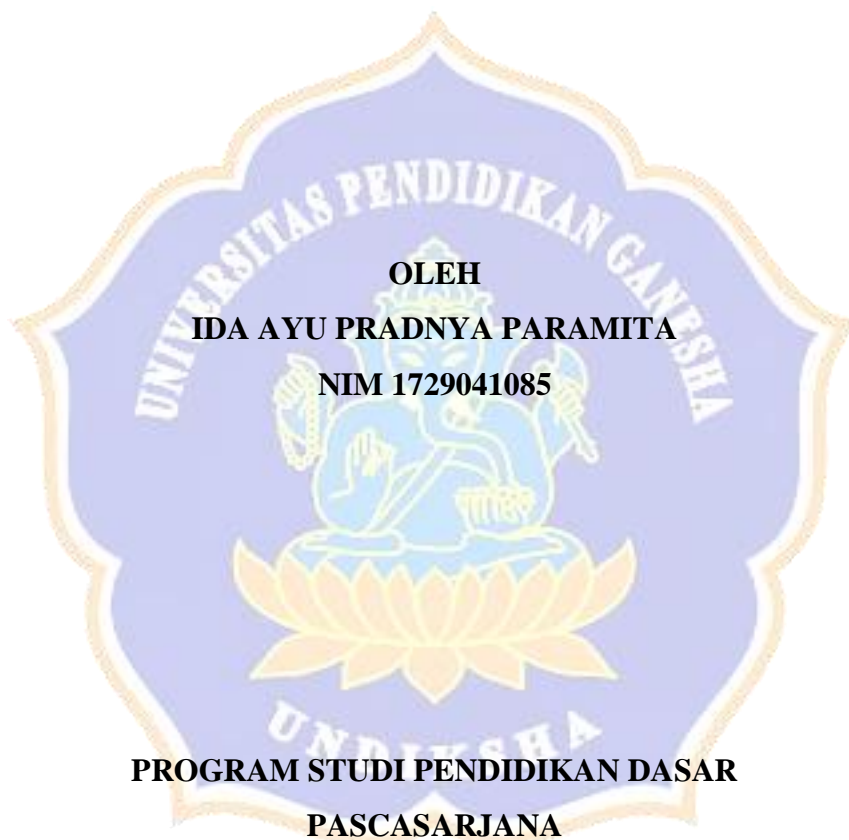 UNIVERSITAS PENDIDIKAN GANESHA
OLEH
IDA AYU PRADNYA PARAMITA
NIM 1729041085
UNDIKSHA
PROGRAM STUDI PENDIDIKAN DASAR
PASCASARJANA